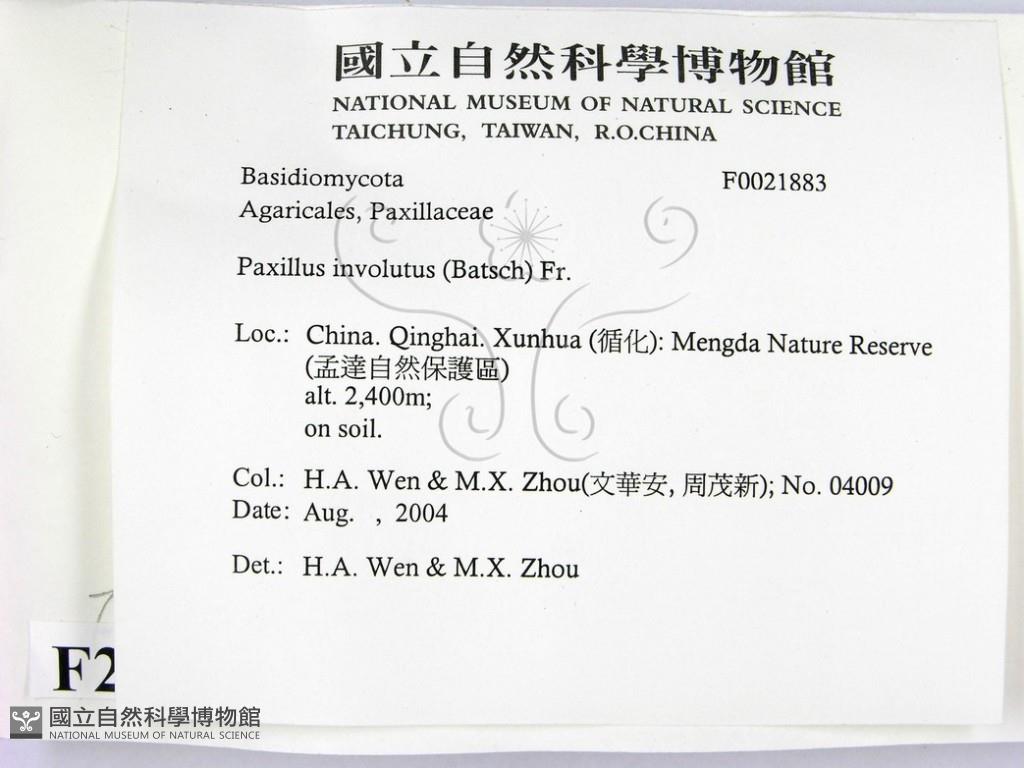 國立自然科學博物館
NATIONAL MUSEUM OF NATURAL SCIENCE
TAICHUNG, TAIWAN, R.O.CHINA
Basidiomycota F0021883
Agaricales, Paxillaceae
Paxillus involutus (Batsch) Fr.
Loc.: China. Qinghai. Xunhua (循化): Mengda Nature Reserve
(孟達自然保護區)
alt. 2,400m;
on soil.
Col.: H.A. Wen & M.X. Zhou(文華安, 周茂新); No. 04009
Date: Aug. , 2004
Det.: H.A. Wen & M.X. Zhou
F2
國立自然科學博物館
NATIONAL MUSEUM OF NATURAL SCIENCE